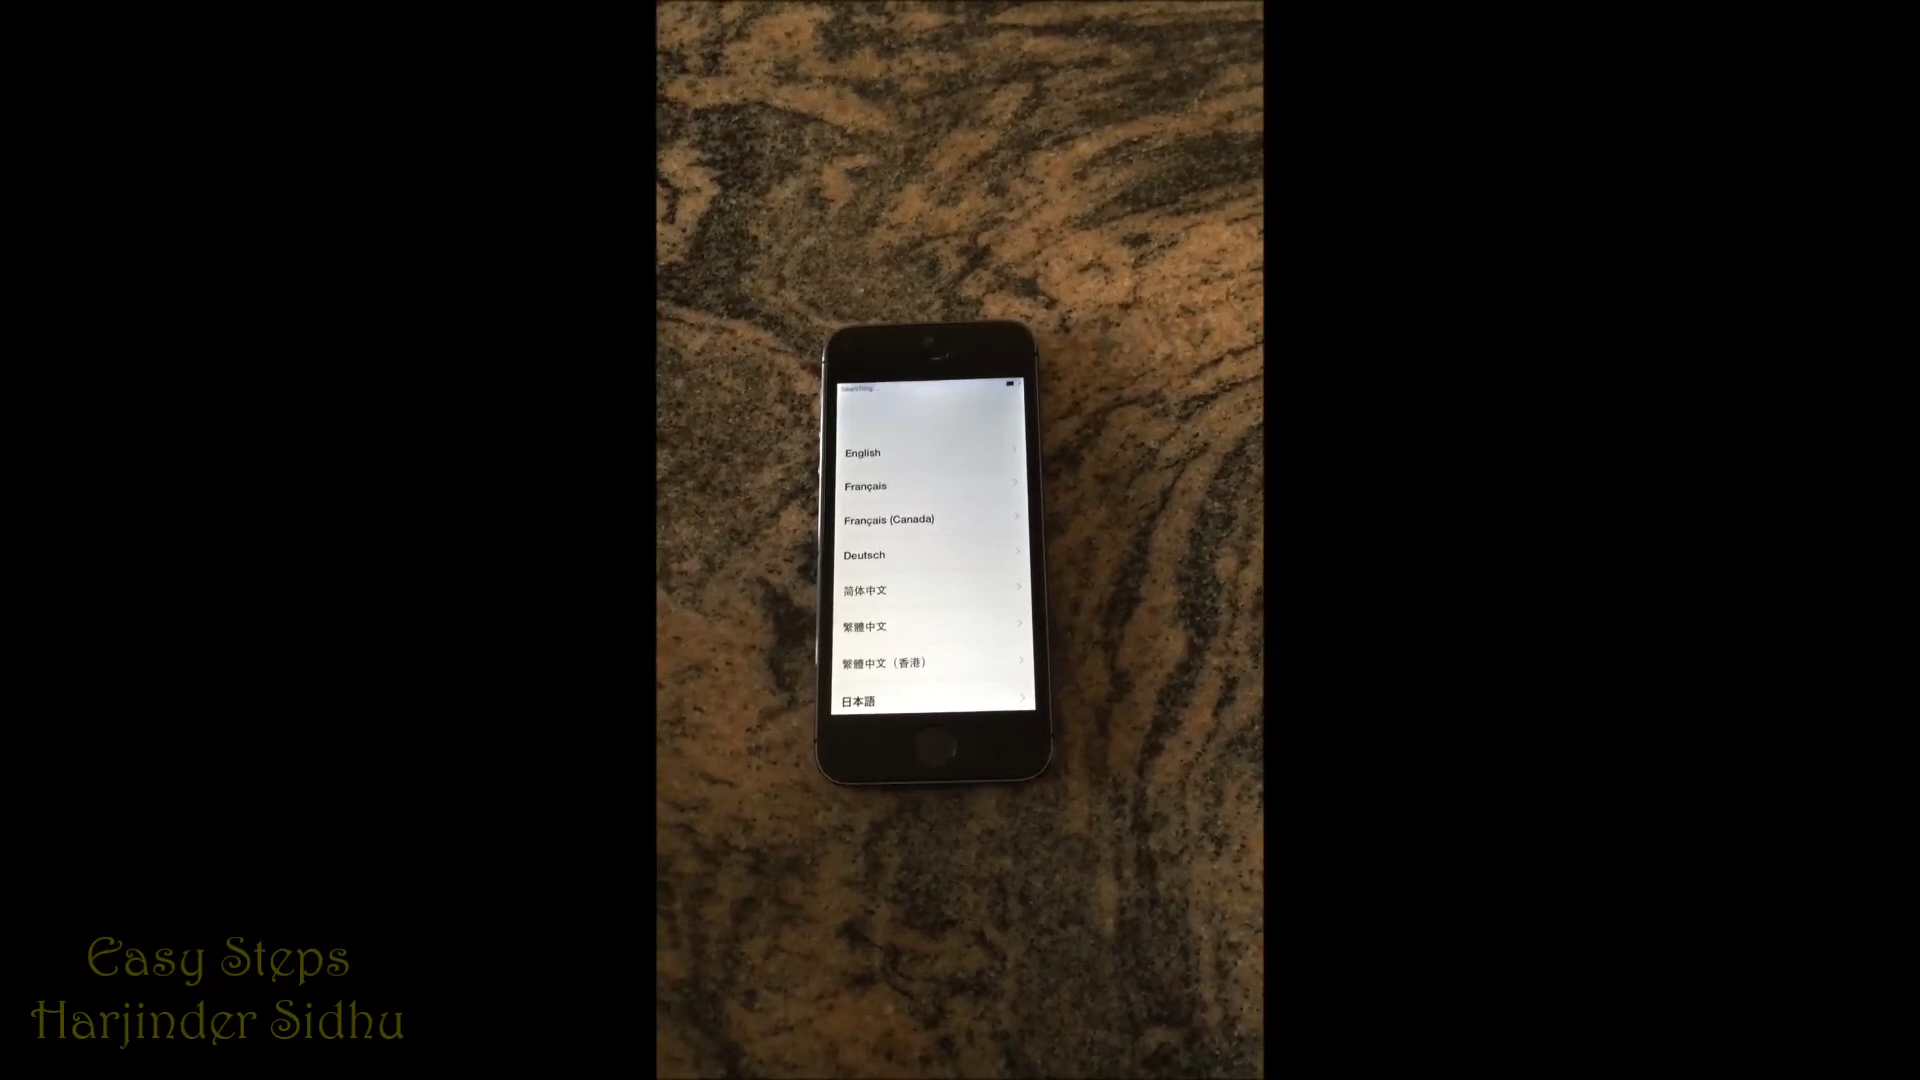 Searching...
English
Français
Français (Canada)
Deutsch
简体中文
繁體中文
繁體中文（香港）
日本語
Easy Steps
Harjinder Sidhu